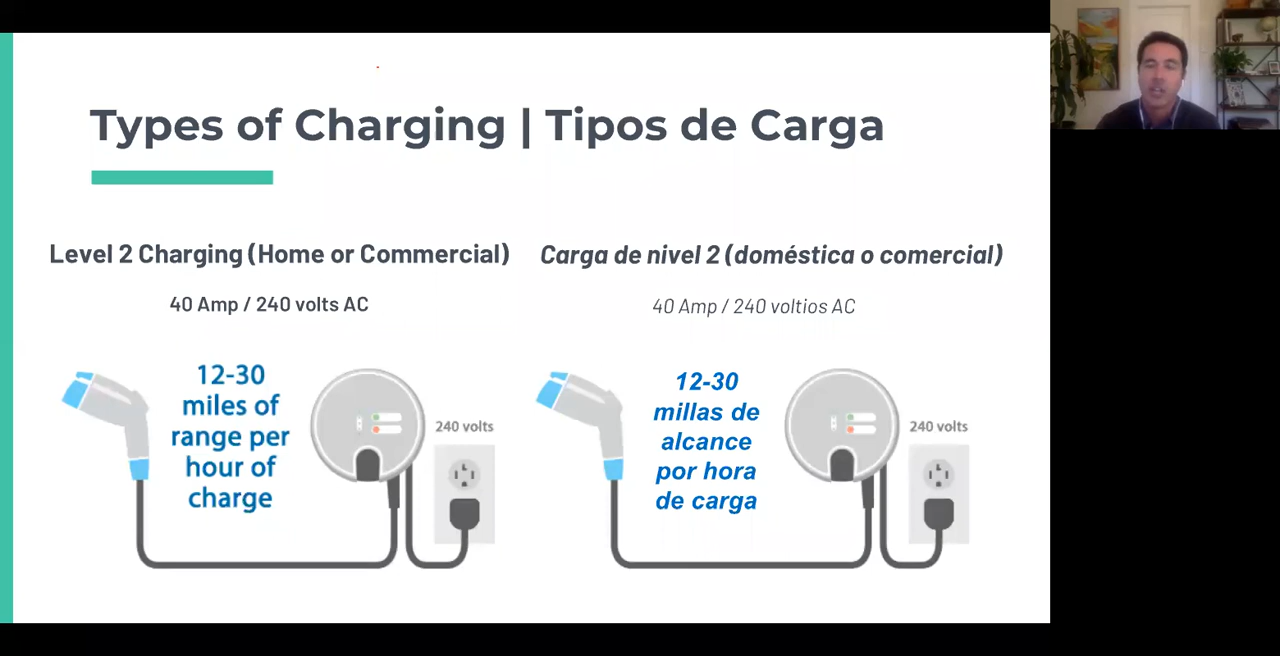 Types of Charging | Tipos de Carga
Level 2 Charging (Home or Commercial)
40 Amp / 240 volts AC
12-30
miles of
range per
hour of
charge
240 volts
Carga de nivel 2 (doméstica o comercial)
40 Amp / 240 voltios AC
12-30
millas de
alcance
por hora
de carga
240 volts